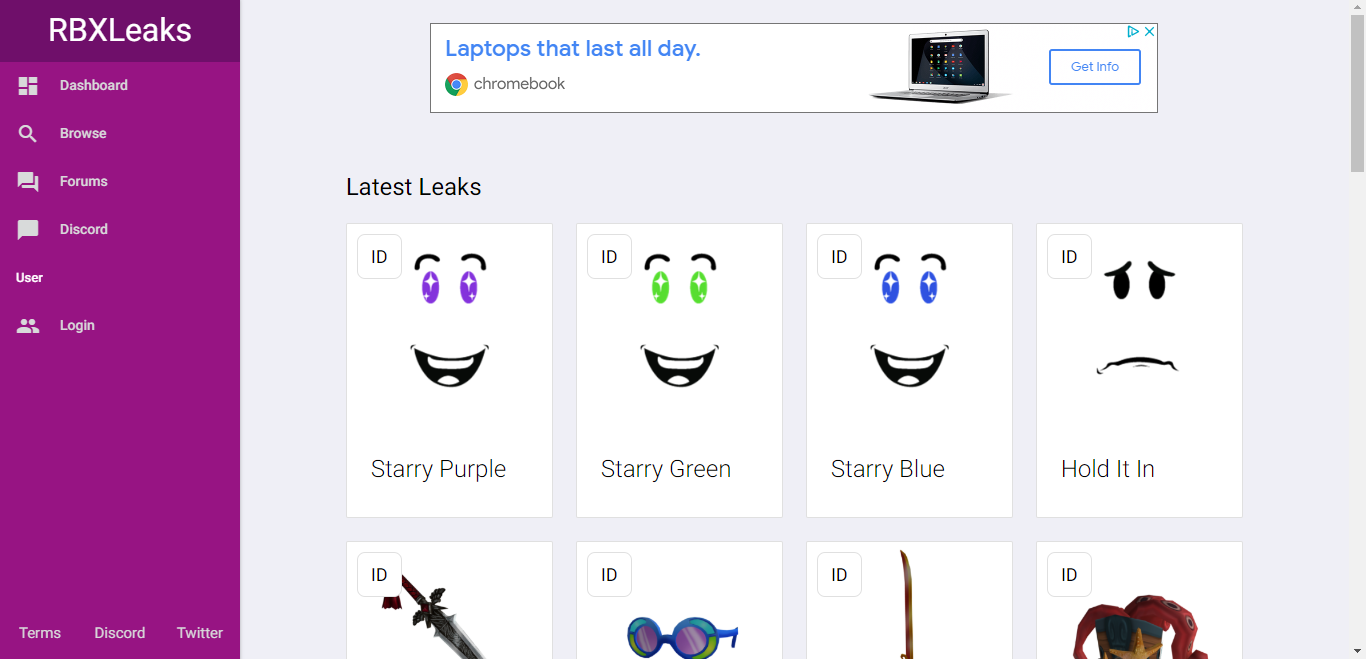 RBXLeaks
Dashboard
Browse
Forums
Discord
User
Login
Terms Discord Twitter
Laptops that last all day.
chromebook
Get Info
Latest Leaks
ID
ID
ID
ID
Starry Purple
Starry Green
Starry Blue
Hold It In
ID
ID
ID
ID